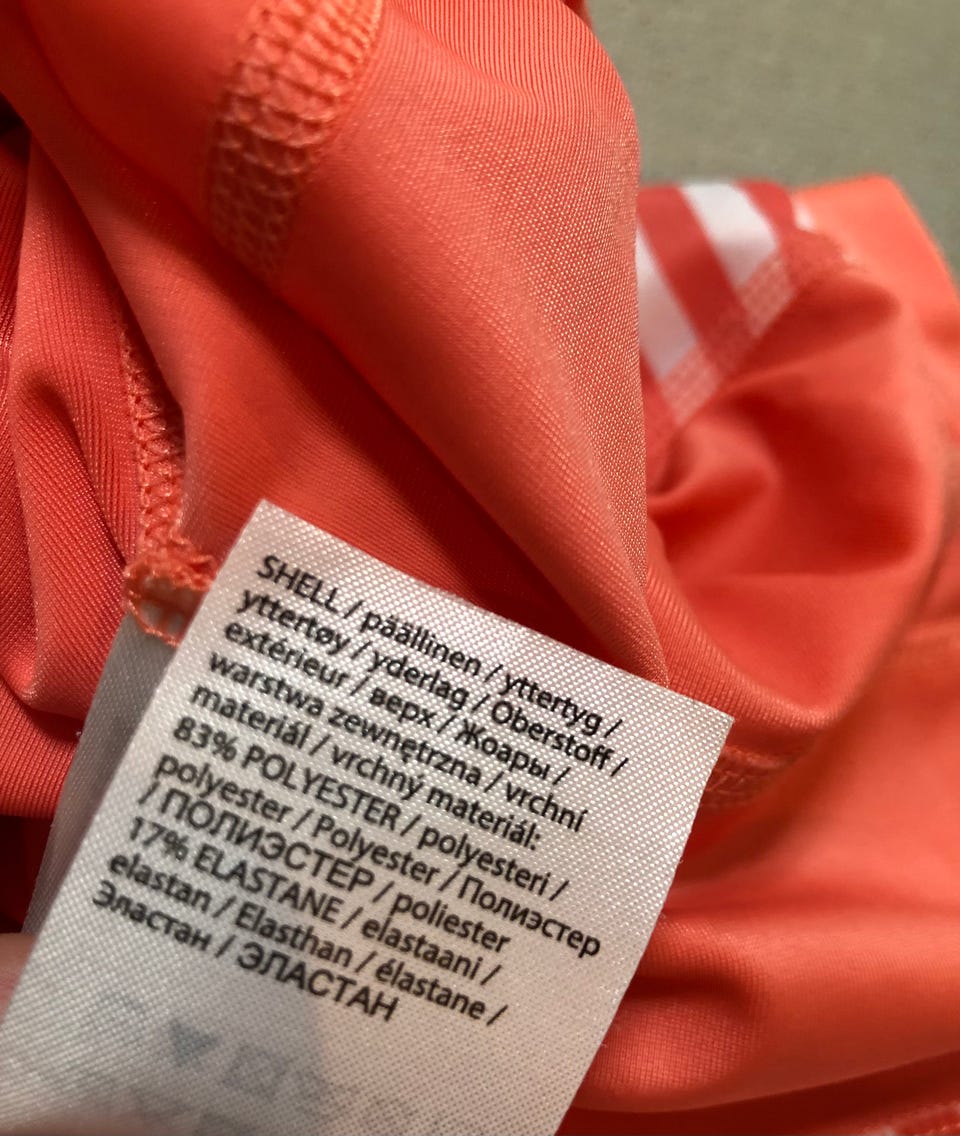 SHELL / päällinen / yttertyg /
yttertøy / yderlag / Oberstoff /
extérieur / верх / Жоары /
warstwa zewnętrzna / vrchní
materiál / vrchný materiál:
83% POLYESTER / polyesteri /
polyester / Polyester / Полиэстер
/ ПОЛИЭСТЕР / poliester
17% ELASTANE / elastaani /
elastan / Elasthan / élastane /
Эластан / ЭЛАСТАН